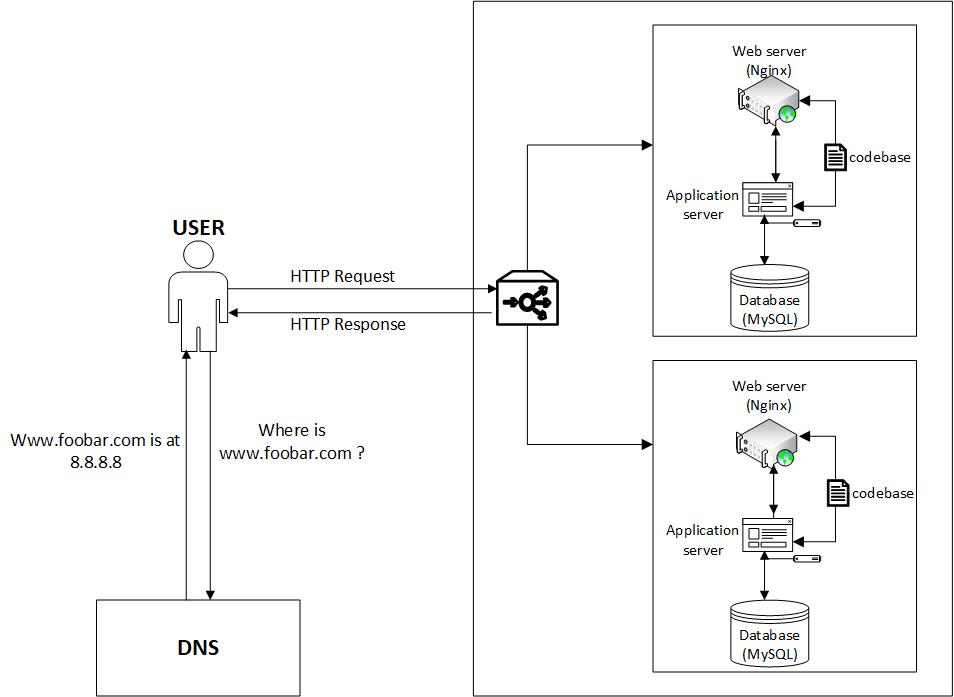 USER
HTTP Request
HTTP Response
Www.foobar.com is at
8.8.8.8
Where is
www.foobar.com ?
DNS
Web server
(Nginx)
codebase
Application
server
Database
(MySQL)
Web server
(Nginx)
codebase
Application
server
Database
(MySQL)